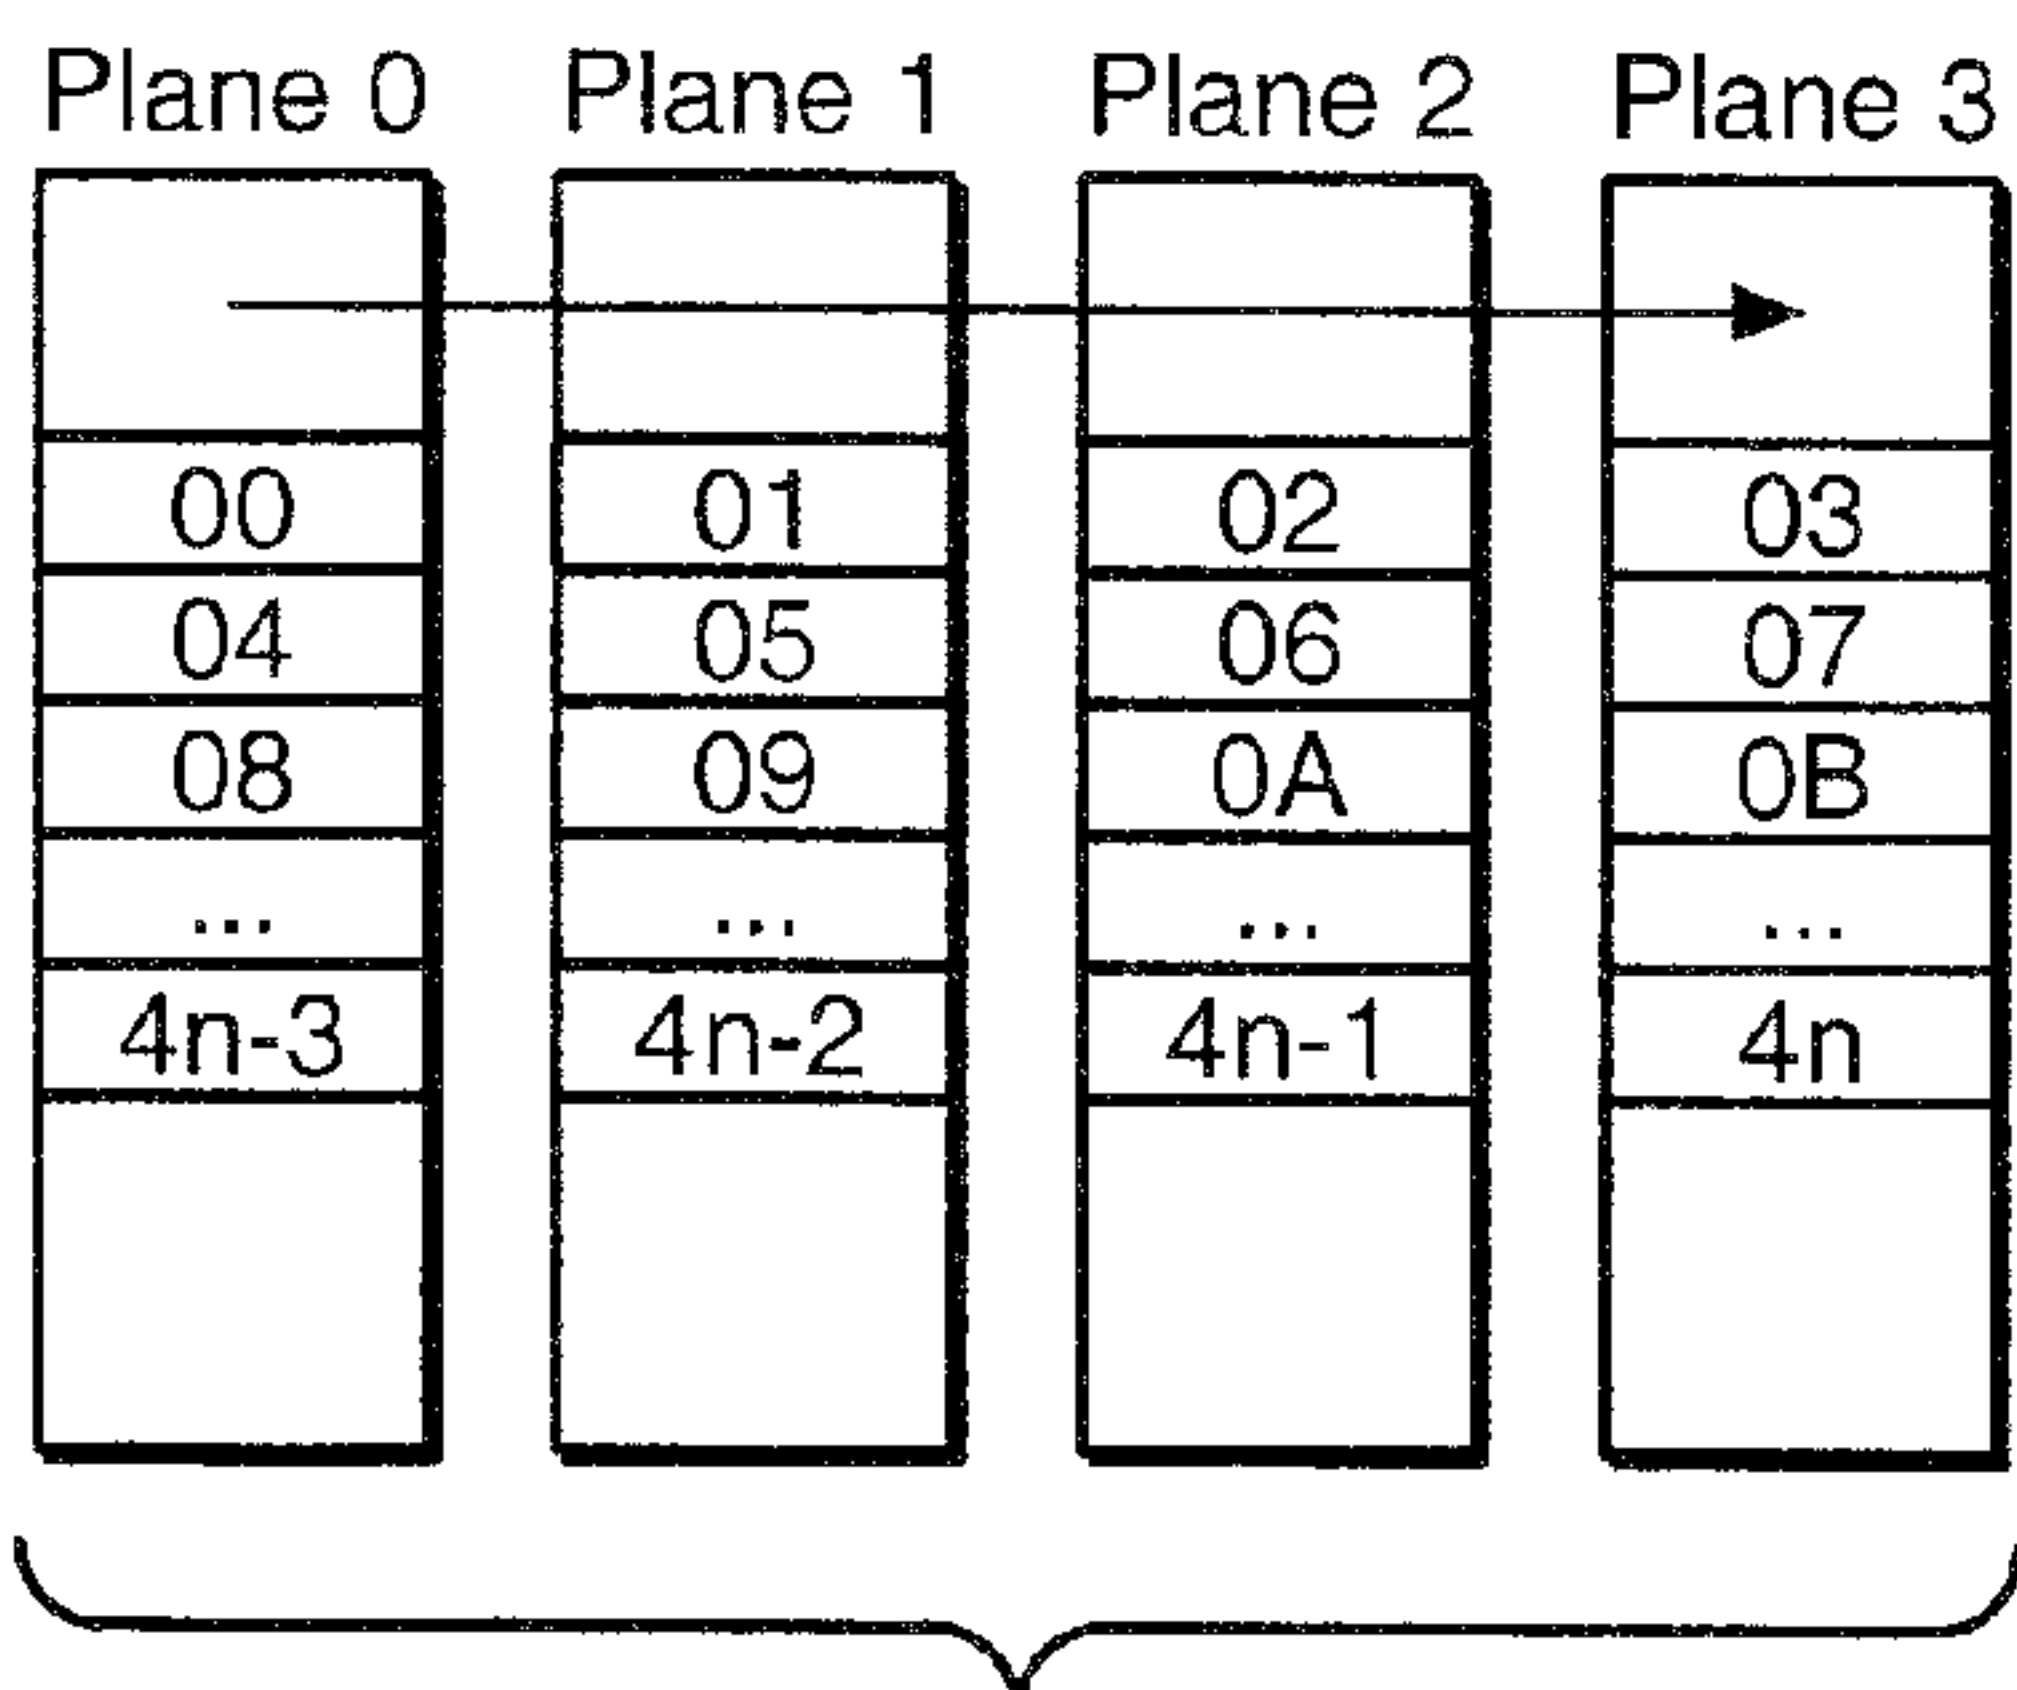 Plane 0 Plane 1 Plane 2 Plane 3
00 01 02 03
04 05 06 07
08 09 0A 0B
... ... ... ...
4n-3 4n-2 4n-1 4n